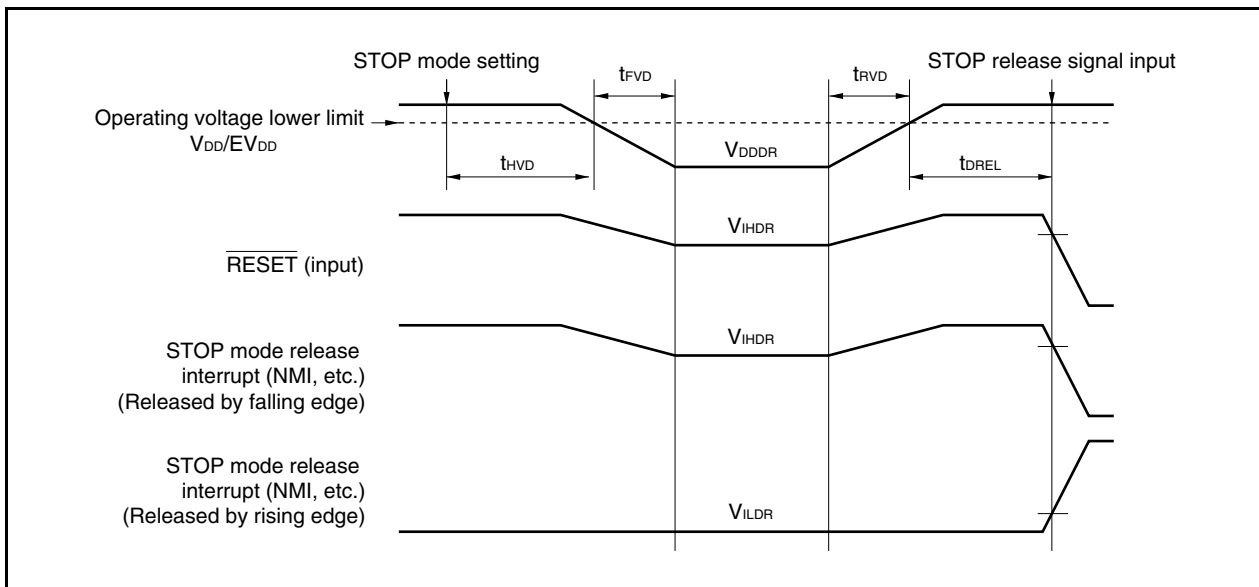 STOP mode setting
tFVD
tRVD
STOP release signal input
Operating voltage lower limit
VDD/EVDD
VDDDR
tHVD
tDREL
VIHDR
RESET (input)
VIHDR
STOP mode release
interrupt (NMI, etc.)
(Released by falling edge)
STOP mode release
interrupt (NMI, etc.)
(Released by rising edge)
VILDR